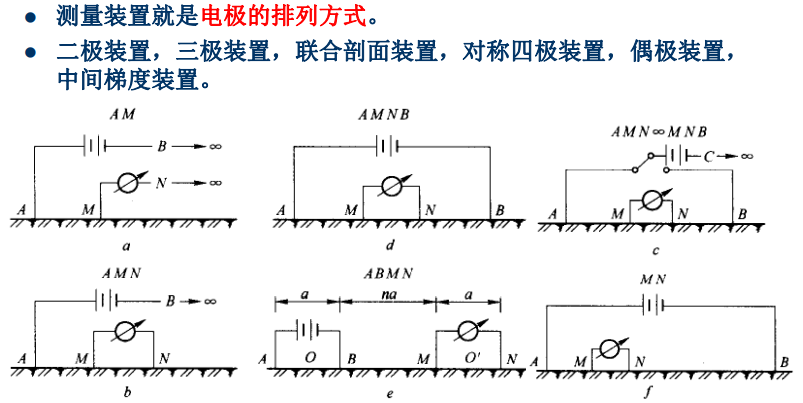 测量装置就是电极的排列方式。
二极装置，三极装置，联合剖面装置，对称四极装置，偶极装置，
中间梯度装置。
AM
B ∞
N ∞
A M
a
AMNB
A M N B
d
AMN∞MNB
C ∞
A M N B
c
AMN
B ∞
A M N
b
ABMN
a na a
A O B M O' N
e
MN
A M N B
f